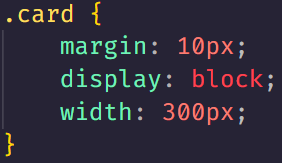 .card {
    margin: 10px;
    display: block;
    width: 300px;
}